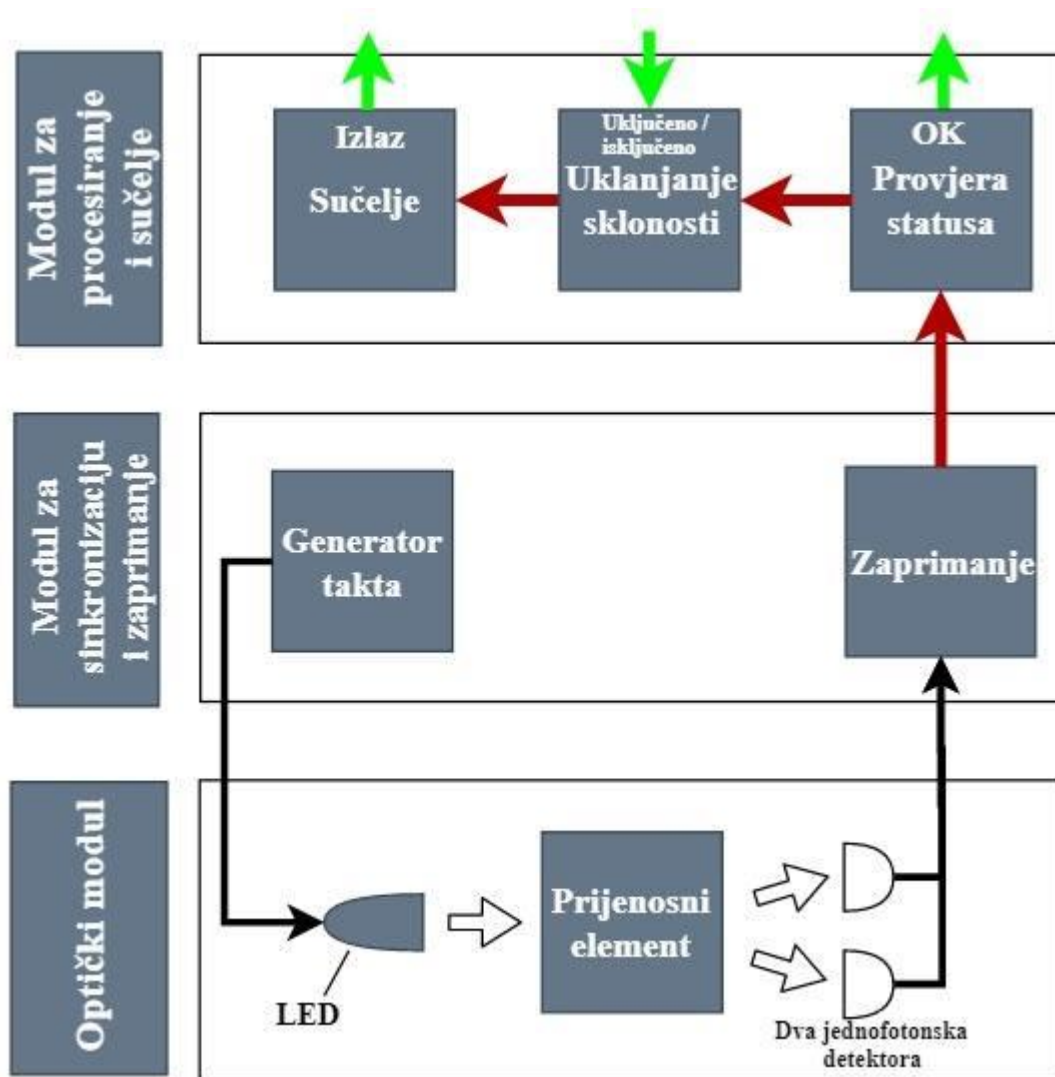 Modul za
procesiranje
i sučelje
Izlaz
Sučelje
Uključeno /
isključeno
Uklanjanje
sklonosti
OK
Provjera
statusa
Modul za
sinkronizaciju
i zaprimanje
Generator
takta
Zaprimanje
Optički modul
LED
Prijenosni
element
Dva jednofotonska
detektora